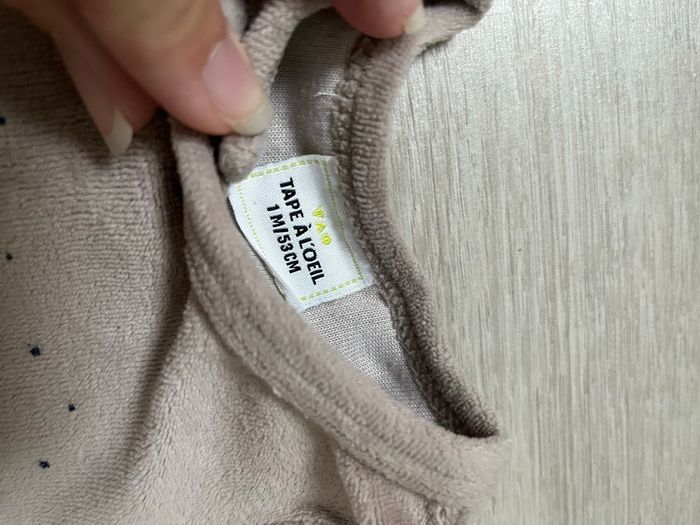 TAO
TAPE À L'OEIL
1 M/53CM